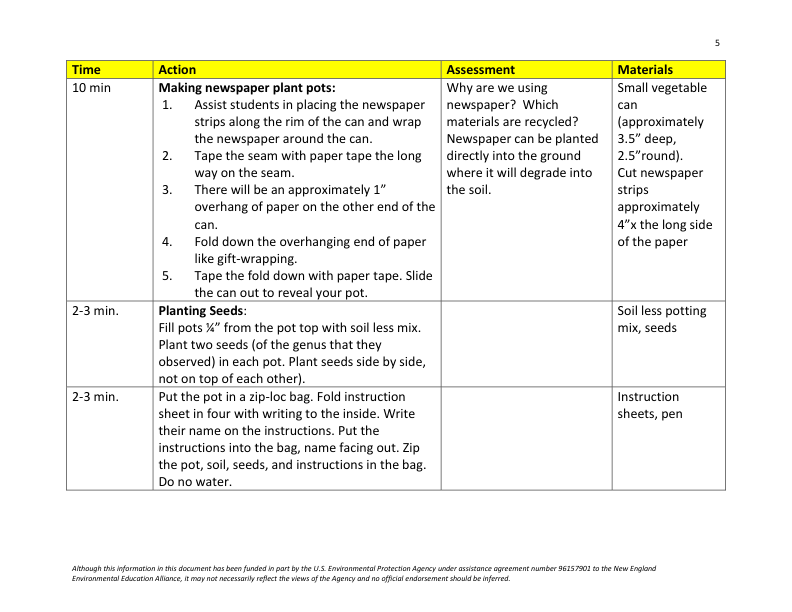 5
Time Action Assessment Materials
10 min
Making newspaper plant pots:
1. Assist students in placing the newspaper
strips along the rim of the can and wrap
the newspaper around the can.
2. Tape the seam with paper tape the long
way on the seam.
3. There will be an approximately 1”
overhang of paper on the other end of the
can.
4. Fold down the overhanging end of paper
like gift-wrapping.
5. Tape the fold down with paper tape. Slide
the can out to reveal your pot.
Why are we using
newspaper?  Which
materials are recycled?
Newspaper can be planted
directly into the ground
where it will degrade into
the soil.
Small vegetable
can
(approximately
3.5” deep,
2.5”round).
Cut newspaper
strips
approximately
4”x the long side
of the paper
2-3 min.
Planting Seeds:
Fill pots ¼” from the pot top with soil less mix.
Plant two seeds (of the genus that they
observed) in each pot. Plant seeds side by side,
not on top of each other).
Soil less potting
mix, seeds
2-3 min.
Put the pot in a zip-loc bag. Fold instruction
sheet in four with writing to the inside. Write
their name on the instructions. Put the
instructions into the bag, name facing out. Zip
the pot, soil, seeds, and instructions in the bag.
Do no water.
Instruction
sheets, pen
Although this information in this document has been funded in part by the U.S. Environmental Protection Agency under assistance agreement number 96157901 to the New England
Environmental Education Alliance, it may not necessarily reflect the views of the Agency and no official endorsement should be inferred.